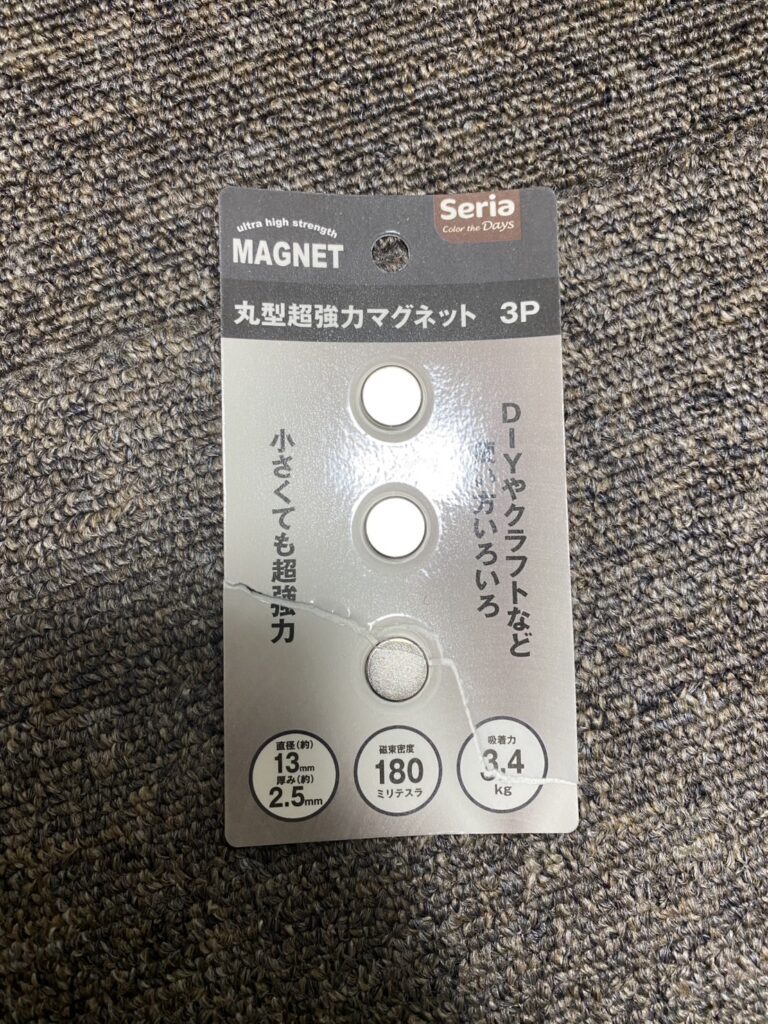 ultra high strength
MAGNET
Seria
Color the Days
丸型超強力マグネット 3P
DIYやクラフトなど
使い方いろいろ
小さくても超強力
直径(約)
13mm
厚み(約)
2.5mm
磁束密度
180
ミリテスラ
吸着力
3.4
kg